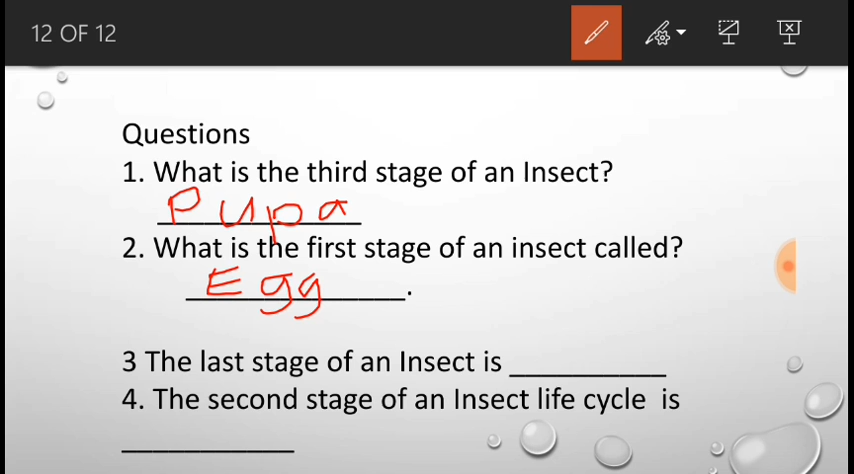 12 OF 12
Questions
1. What is the third stage of an Insect?
Pupa
2. What is the first stage of an insect called?
Egg.
3 The last stage of an Insect is __________
4. The second stage of an Insect life cycle is
___________